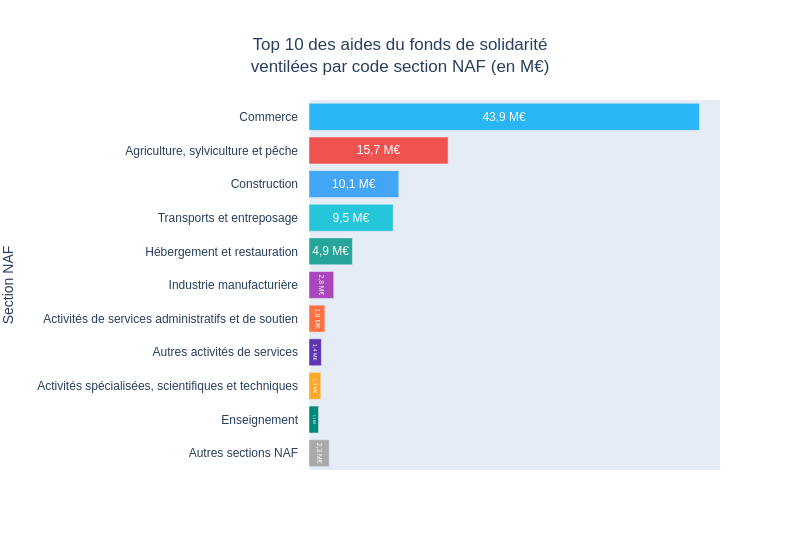 Top 10 des aides du fonds de solidarité
ventilées par code section NAF (en M€)
Section NAF
Commerce 43,9 M€
Agriculture, sylviculture et pêche 15,7 M€
Construction 10,1 M€
Transports et entreposage 9,5 M€
Hébergement et restauration 4,9 M€
Industrie manufacturière 2,8 M€
Activités de services administratifs et de soutien 1,8 M€
Autres activités de services 1,4 M€
Activités spécialisées, scientifiques et techniques
Enseignement
Autres sections NAF 2,3 M€